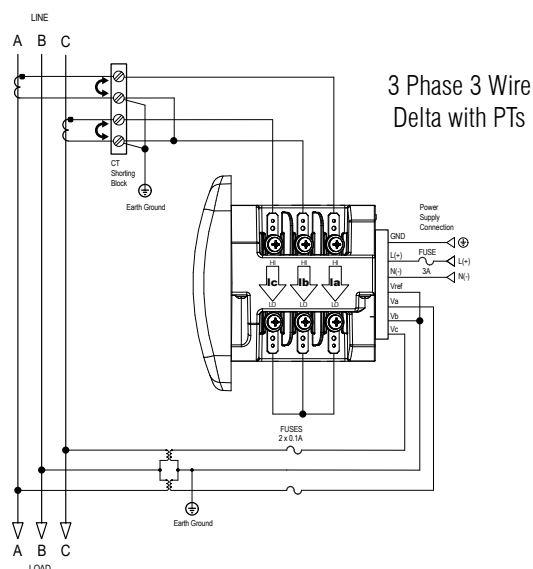 LINE
A B C
3 Phase 3 Wire
Delta with PTs
CT
Shorting
Block
Earth Ground
Power
Supply
Connection
GND
L(+)
FUSE
L(+)
N(-)
3A
N(-)
Vref
Va
Vb
Vc
HI HI HI
Ic Ib Ia
LO LO LO
FUSES
2 x 0.1A
Earth Ground
A B C
LOAD